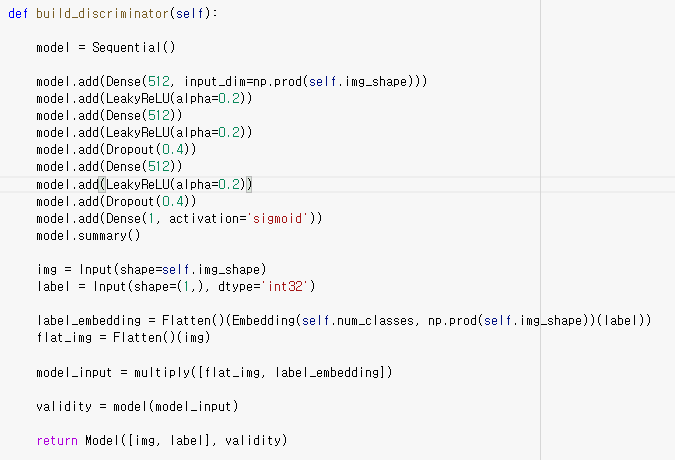 def build_discriminator(self):
model = Sequential()
model.add(Dense(512, input_dim=np.prod(self.img_shape)))
model.add(LeakyReLU(alpha=0.2))
model.add(Dense(512))
model.add(LeakyReLU(alpha=0.2))
model.add(Dropout(0.4))
model.add(Dense(512))
model.add(LeakyReLU(alpha=0.2))
model.add(Dropout(0.4))
model.add(Dense(1, activation='sigmoid'))
model.summary()
img = Input(shape=self.img_shape)
label = Input(shape=(1,), dtype='int32')
label_embedding = Flatten()(Embedding(self.num_classes, np.prod(self.img_shape))(label))
flat_img = Flatten()(img)
model_input = multiply([flat_img, label_embedding])
validity = model(model_input)
return Model([img, label], validity)